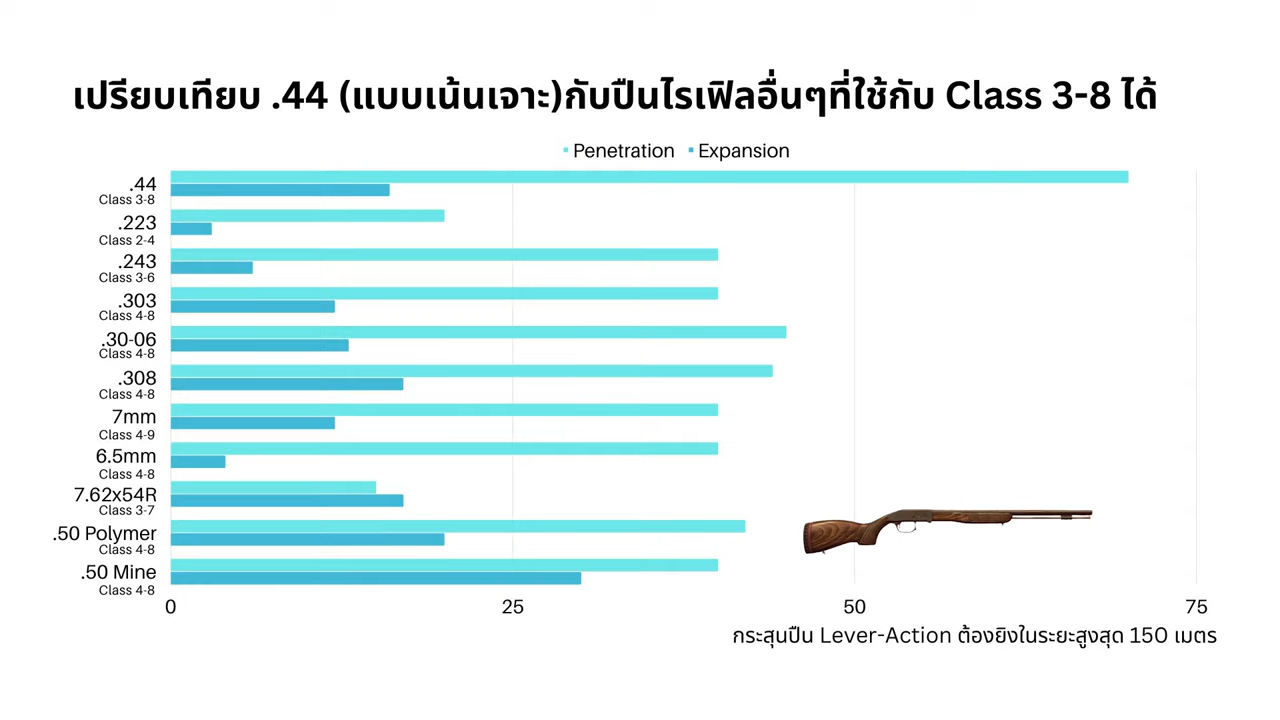 เปรียบเทียบ .44 (แบบเน้นเจาะ)กับปืนไรเฟิลอื่นๆที่ใช้กับ Class 3-8 ได้
Penetration Expansion
.44
Class 3-8
.223
Class 2-4
.243
Class 3-6
.303
Class 4-8
.30-06
Class 4-8
.308
Class 4-8
7mm
Class 4-9
6.5mm
Class 4-8
7.62x54R
Class 3-7
.50 Polymer
Class 4-8
.50 Mine
Class 4-8
0 25 50 75
กระสุนปืน Lever-Action ต้องยิงในระยะสูงสุด 150 เมตร